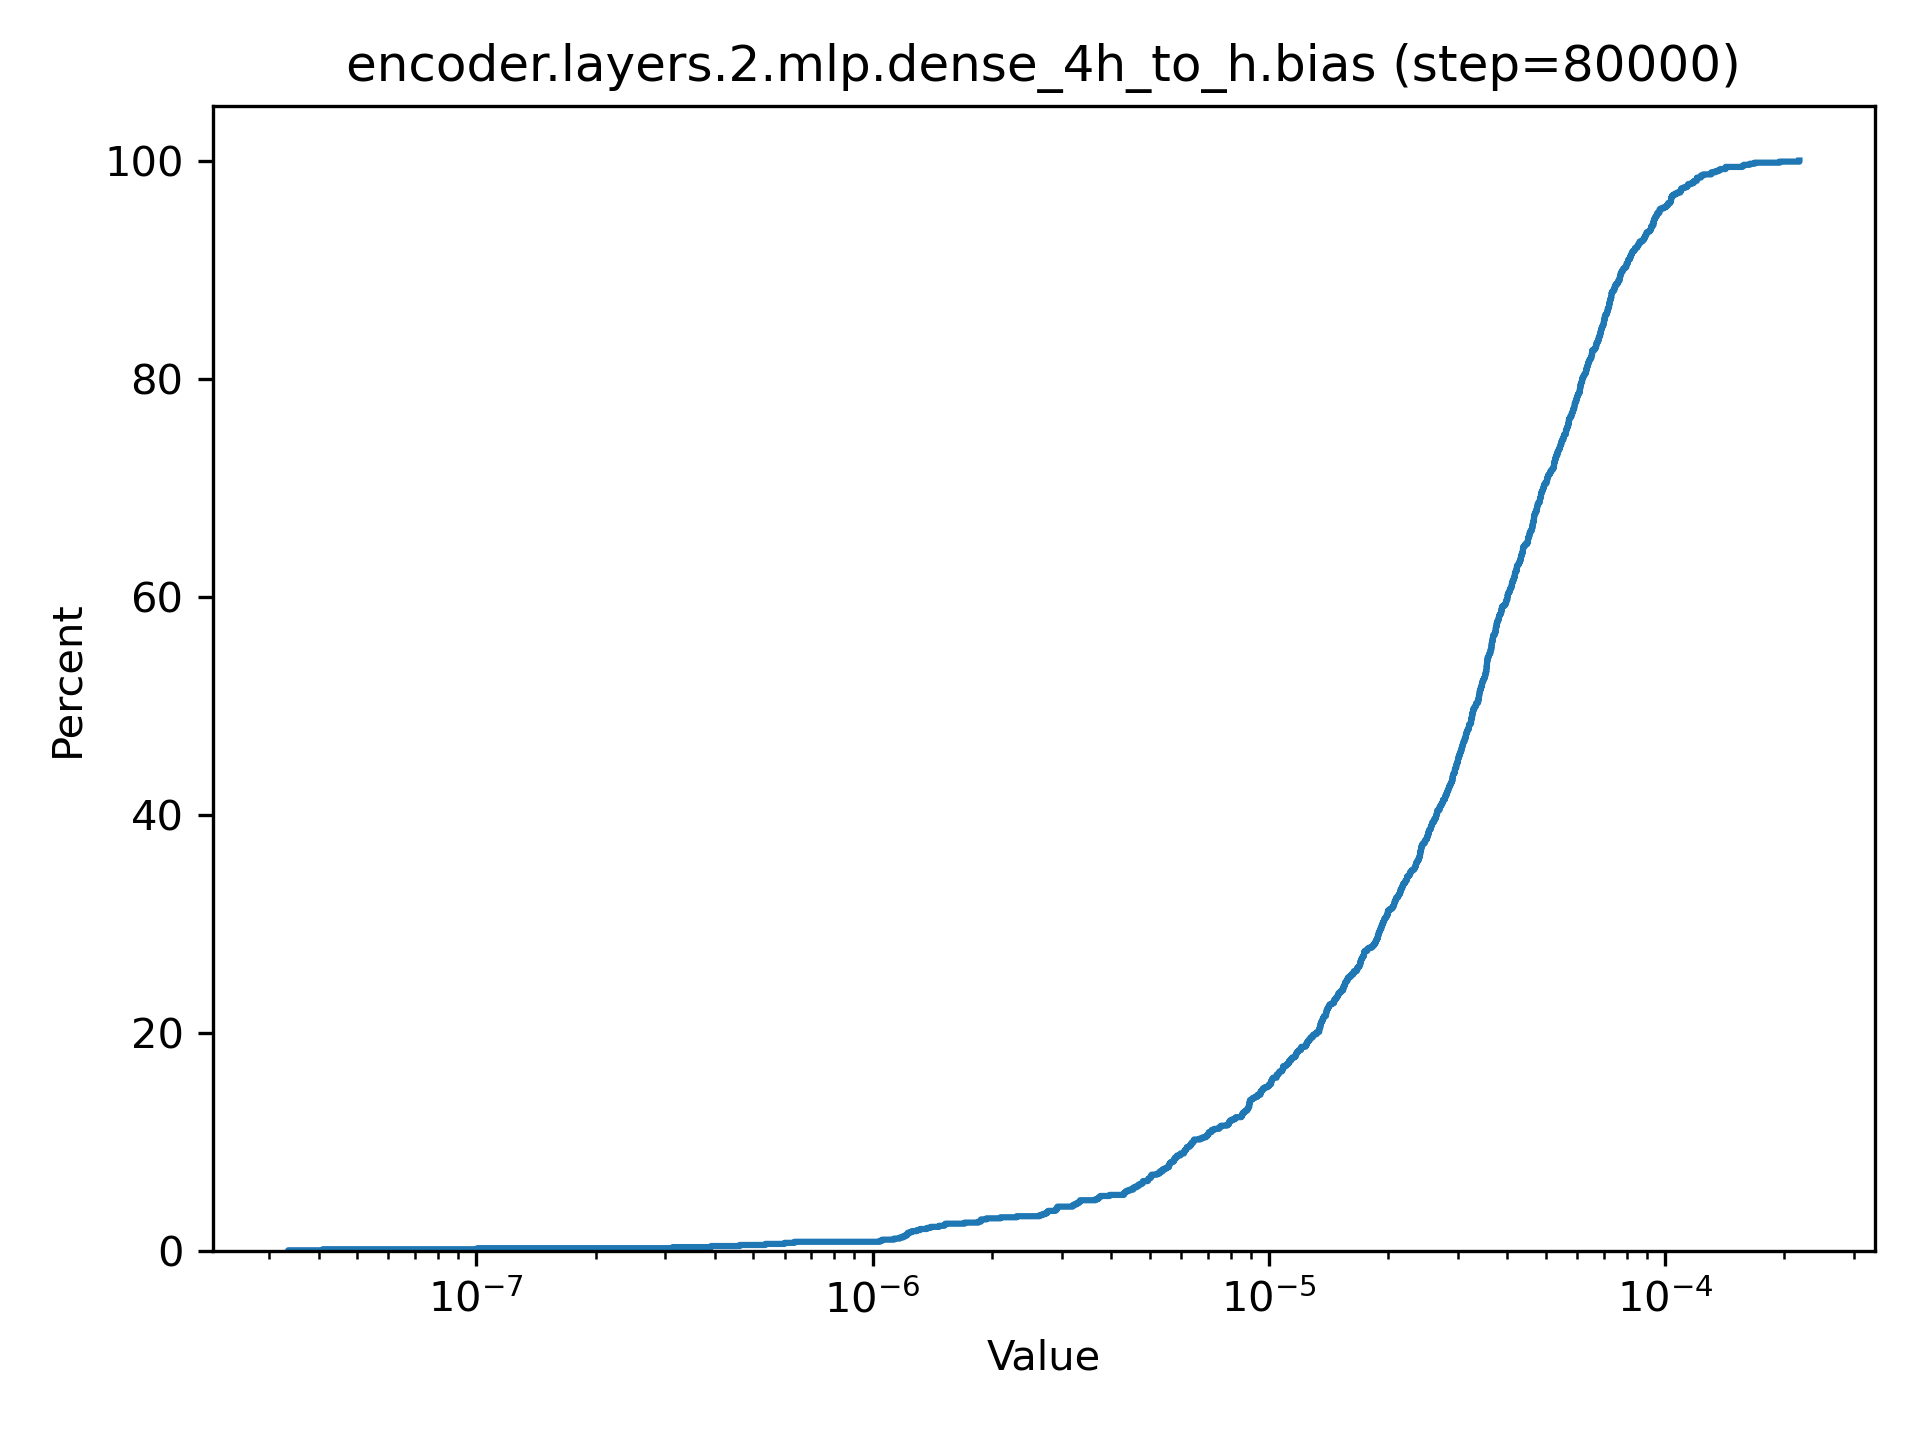 encoder.layers.2.mlp.dense_4h_to_h.bias (step=80000)
Percent
100
80
60
40
20
0
10⁻⁷ 10⁻⁶ 10⁻⁵ 10⁻⁴
Value